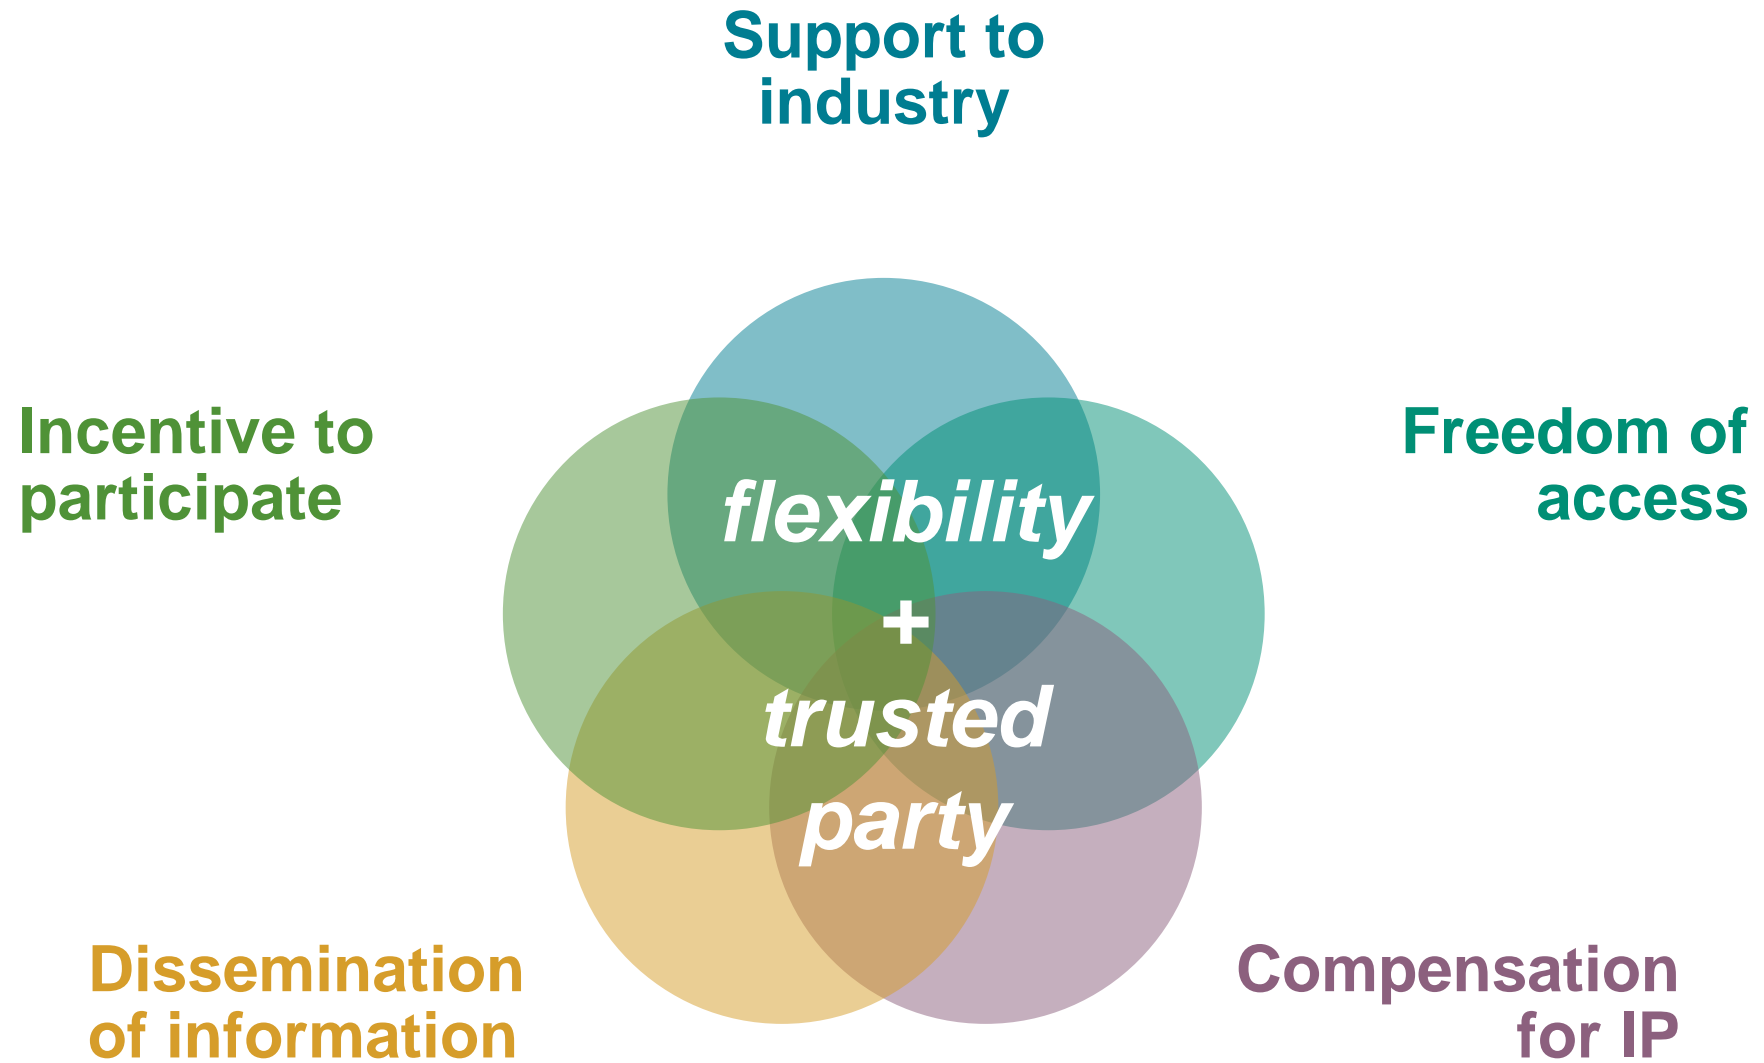 Support to
industry
Incentive to
participate
Freedom of
access
flexibility
+
trusted
party
Dissemination
of information
Compensation
for IP